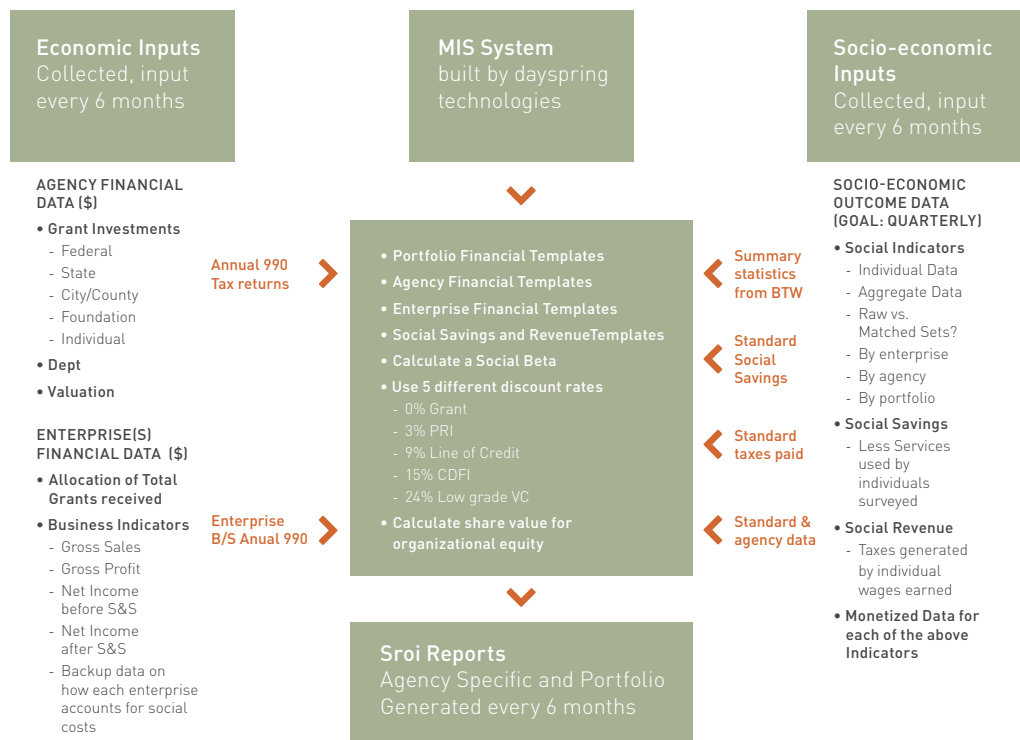 Economic Inputs
Collected, input
every 6 months
MIS System
built by dayspring
technologies
Socio-economic
Inputs
Collected, input
every 6 months
AGENCY FINANCIAL
DATA ($)
• Grant Investments
- Federal
- State
- City/County
- Foundation
- Individual
• Dept
• Valuation
ENTERPRISE(S)
FINANCIAL DATA ($)
• Allocation of Total
Grants received
• Business Indicators
- Gross Sales
- Gross Profit
- Net Income
before S&S
- Net Income
after S&S
- Backup data on
how each enterprise
accounts for social
costs
Annual 990
Tax returns
Enterprise
B/S Anual 990
• Portfolio Financial Templates
• Agency Financial Templates
• Enterprise Financial Templates
• Social Savings and RevenueTemplates
• Calculate a Social Beta
• Use 5 different discount rates
- 0% Grant
- 3% PRI
- 9% Line of Credit
- 15% CDFI
- 24% Low grade VC
• Calculate share value for
organizational equity
Sroi Reports
Agency Specific and Portfolio
Generated every 6 months
Summary
statistics
from BTW
Standard
Social
Savings
Standard
taxes paid
Standard &
agency data
SOCIO-ECONOMIC
OUTCOME DATA
(GOAL: QUARTERLY)
• Social Indicators
- Individual Data
- Aggregate Data
- Raw vs.
Matched Sets?
- By enterprise
- By agency
- By portfolio
• Social Savings
- Less Services
used by
individuals
surveyed
• Social Revenue
- Taxes generated
by individual
wages earned
• Monetized Data for
each of the above
Indicators